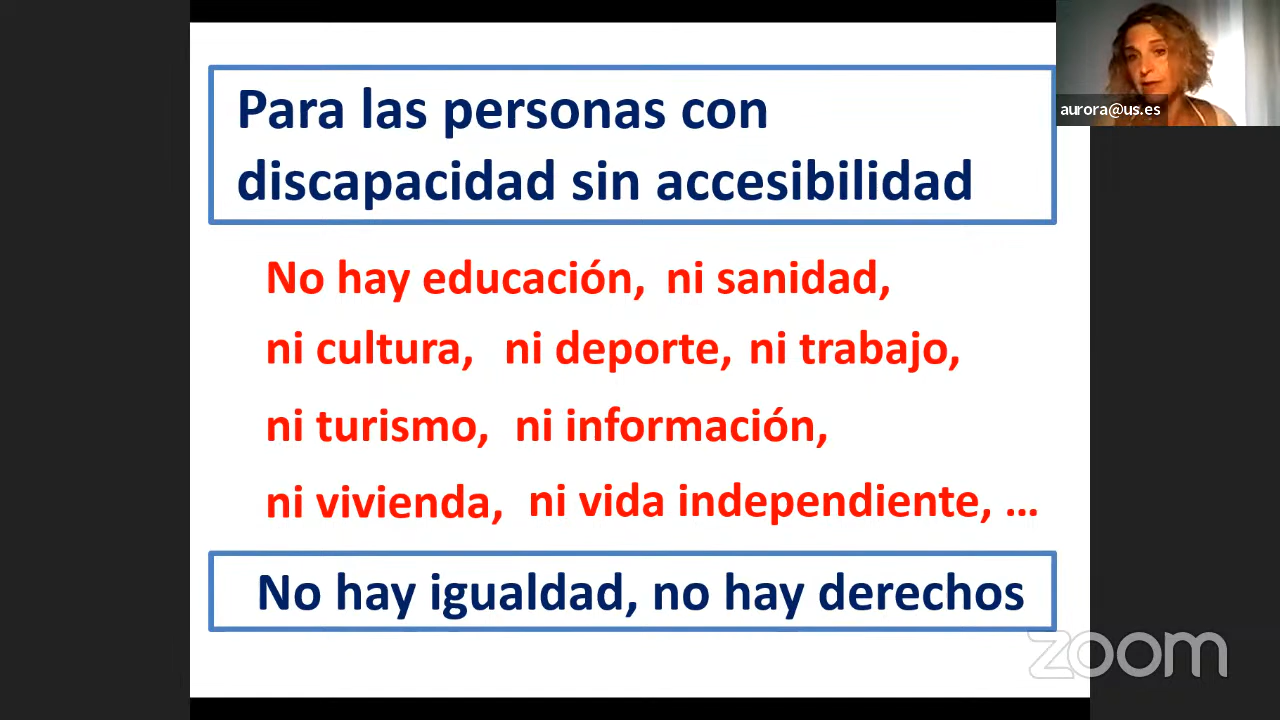 Para las personas con
discapacidad sin accesibilidad
No hay educación, ni sanidad,
ni cultura, ni deporte, ni trabajo,
ni turismo, ni información,
ni vivienda, ni vida independiente, ...
No hay igualdad, no hay derechos
aurora@us.es
zoom